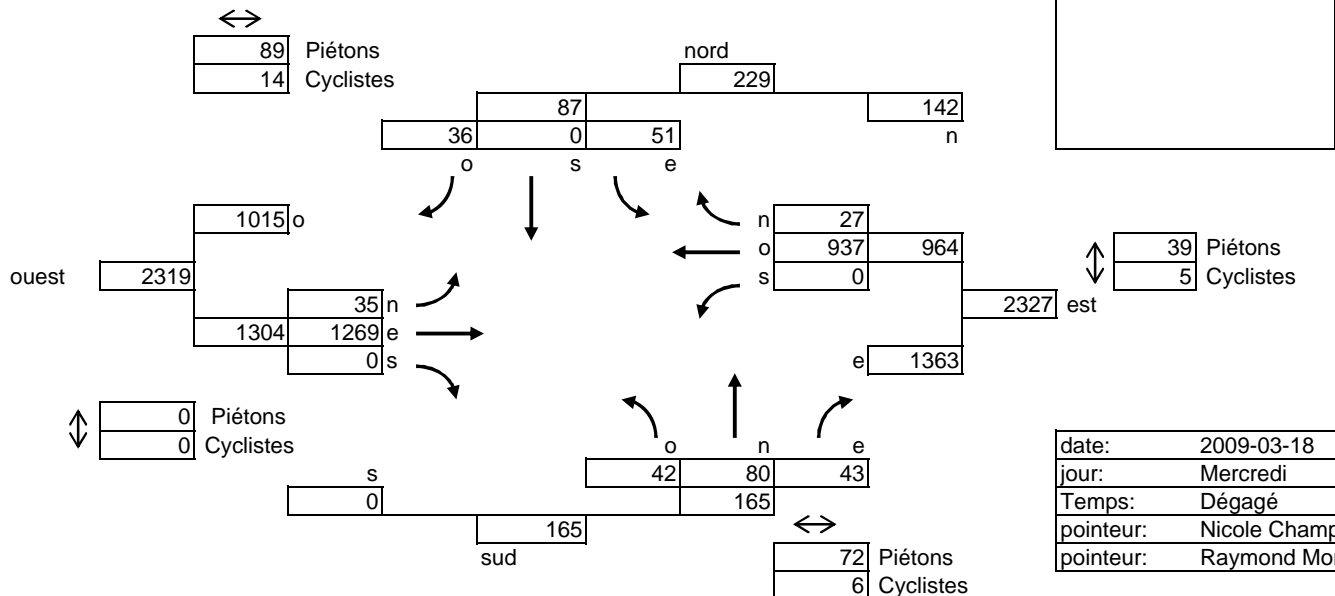 89 Piétons
14 Cyclistes
nord
229
87
142
36 0 51
n
o s e
1015 o
n 27
o 937 964
s 0
39 Piétons
5 Cyclistes
ouest 2319
2327 est
35 n
1304 1269 e
0 s
e 1363
0 Piétons
0 Cyclistes
o n e
42 80 43
s
0
165
165
sud
72 Piétons
6 Cyclistes
date: 2009-03-18
jour: Mercredi
Temps: Dégagé
pointeur: Nicole Champ
pointeur: Raymond Mor